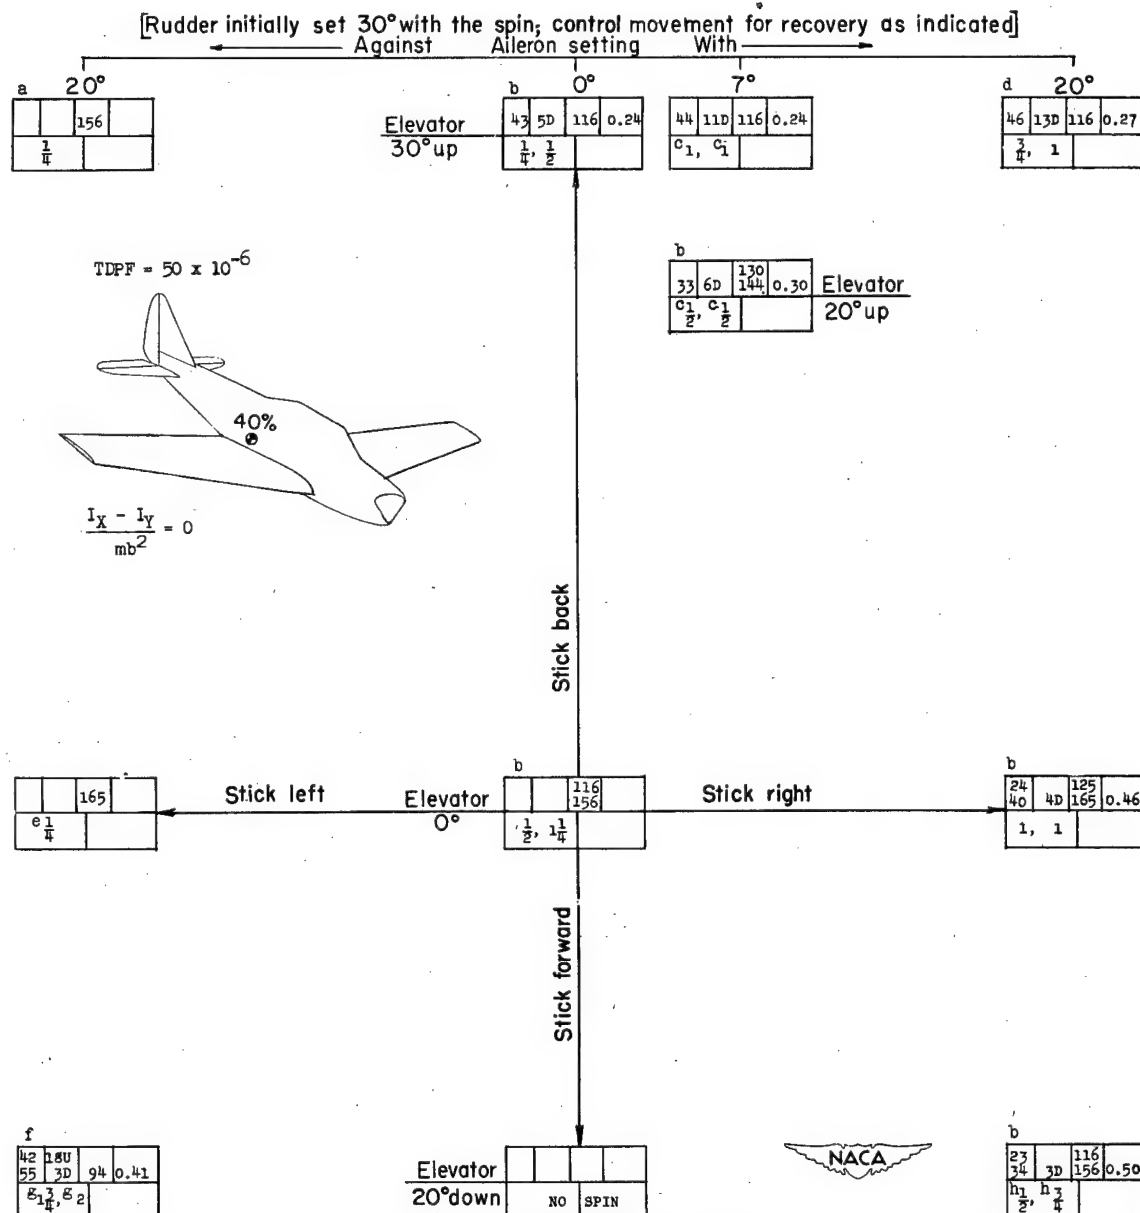 [Rudder initially set 30° with the spin; control movement for recovery as indicated]
Against Aileron setting With
20° 0° 7° 20°
a b d
156
1/4
Elevator
30° up
43 5D 116 0.24
1/4, 1/2
44 11D 116 0.24
c1, c1
46 13D 116 0.27
3/4, 1
TDPF = 50 x 10^-6
b
33 6D 130 144 0.30
c1/2, c1/2
Elevator
20° up
40%
I_X - I_Y
mb² = 0
Stick back
b b
165
e1/4
Stick left
Elevator
0°
116
156
1/2, 1 1/4
Stick right
24
40 4D 125
165 0.46
1, 1
Stick forward
f b
42 18U
55 3D 94 0.41
g1 3/4, g2
Elevator
20° down
NO SPIN
NACA
23
34 3D 116
156 0.50
h1/2, h3/4